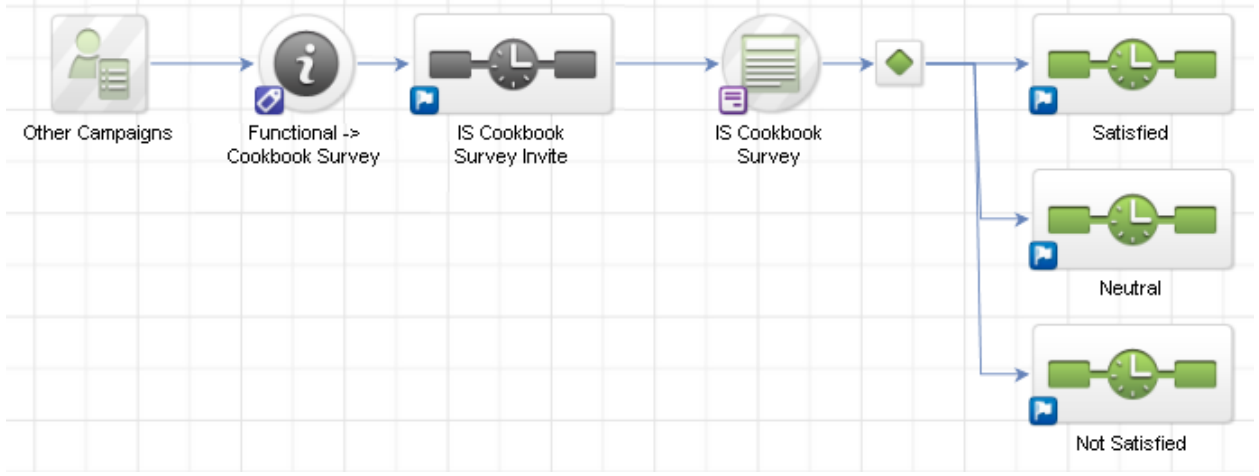 Other Campaigns
Functional ->
Cookbook Survey
IS Cookbook
Survey Invite
IS Cookbook
Survey
Satisfied
Neutral
Not Satisfied